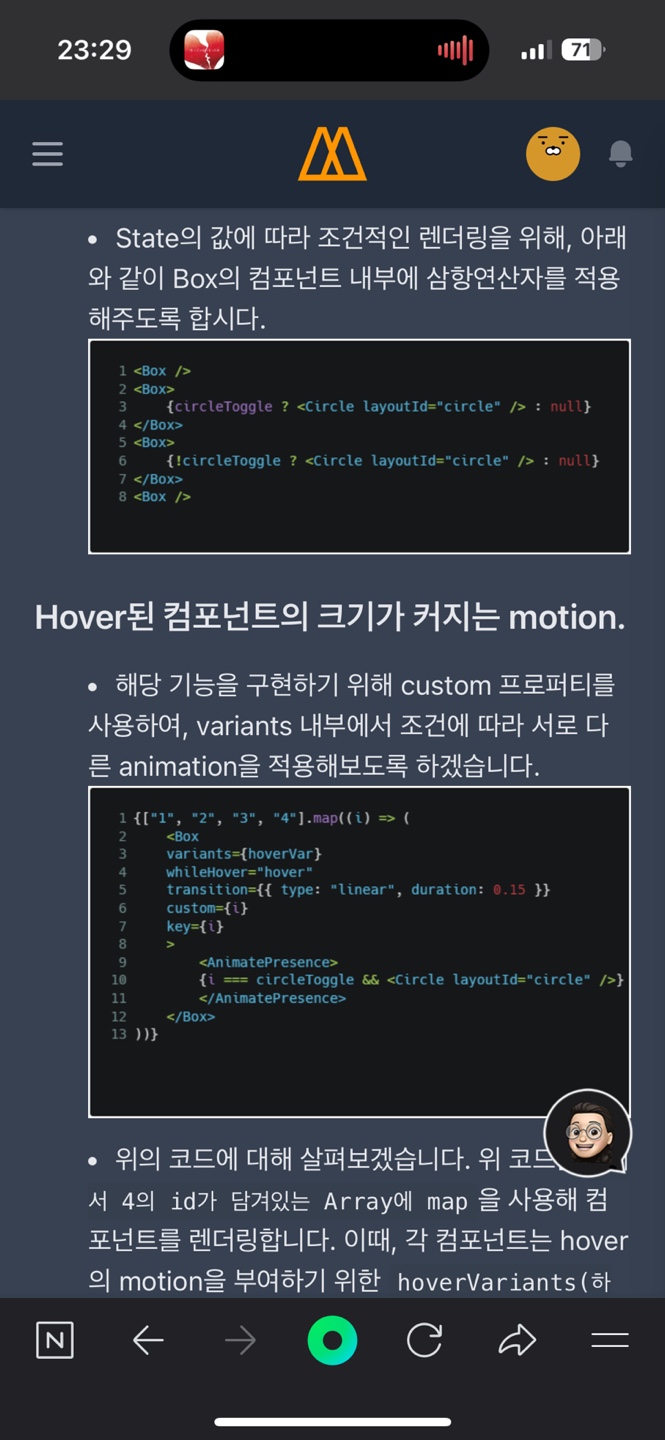 23:29
71
• State의 값에 따라 조건적인 렌더링을 위해, 아래
와 같이 Box의 컴포넌트 내부에 삼항연산자를 적용
해주도록 합시다.
1 <Box />
2 <Box>
3     {circleToggle ? <Circle layoutId="circle" /> : null}
4 </Box>
5 <Box>
6     {!circleToggle ? <Circle layoutId="circle" /> : null}
7 </Box>
8 <Box />
Hover된 컴포넌트의 크기가 커지는 motion.
• 해당 기능을 구현하기 위해 custom 프로퍼티를
사용하여, variants 내부에서 조건에 따라 서로 다
른 animation을 적용해보도록 하겠습니다.
1 {["1", "2", "3", "4"].map((i) => (
2     <Box
3     variants={hoverVar}
4     whileHover="hover"
5     transition={{ type: "linear", duration: 0.15 }}
6     custom={i}
7     key={i}
8     >
9         <AnimatePresence>
10         {i === circleToggle && <Circle layoutId="circle" />}
11         </AnimatePresence>
12     </Box>
13 ))}
• 위의 코드에 대해 살펴보겠습니다. 위 코드
서 4의 id가 담겨있는 Array에 map 을 사용해 컴
포넌트를 렌더링합니다. 이때, 각 컴포넌트는 hover
의 motion을 부여하기 위한 hoverVariants(하
N